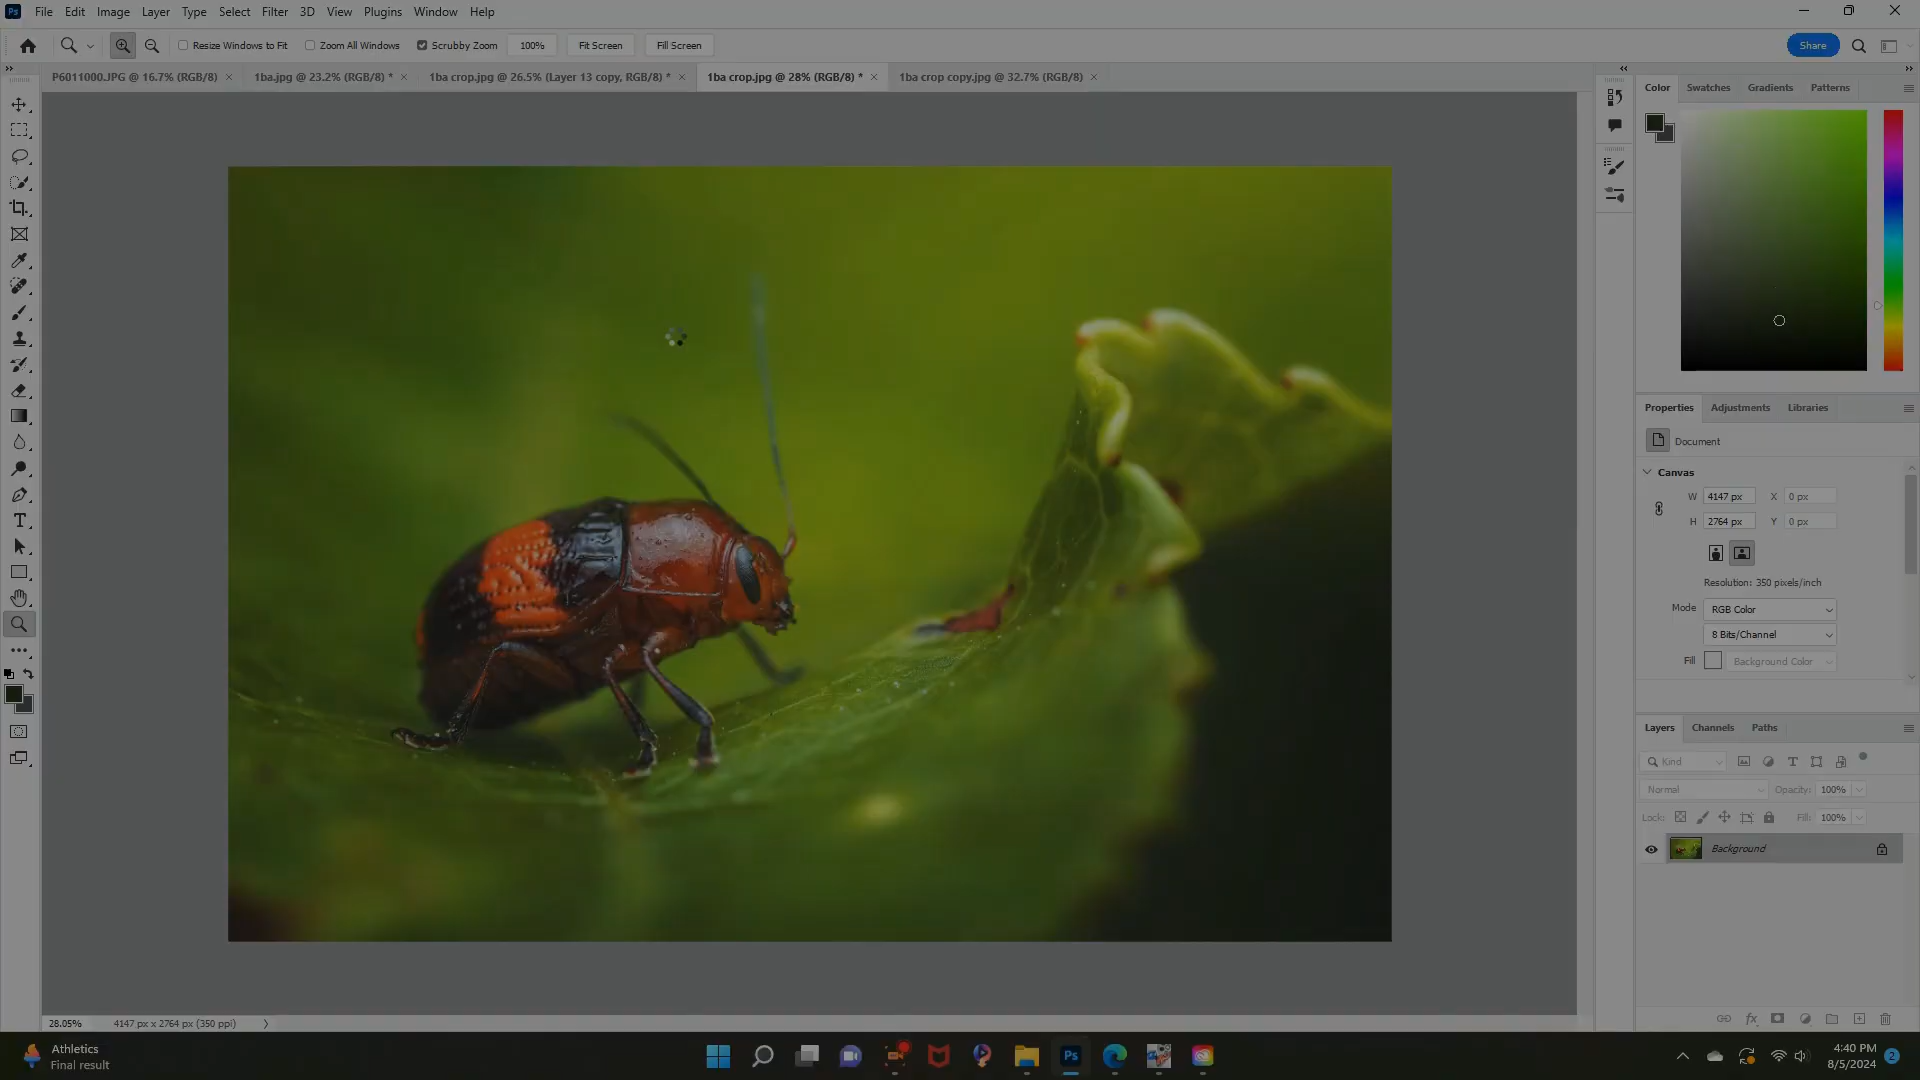 Ps File Edit Image Layer Type Select Filter 3D View Plugins Window Help
Resize Windows to Fit Zoom All Windows Scrubby Zoom 100% Fit Screen Fill Screen Share
P6011000.JPG @ 16.7% (RGB/8) × 1ba.jpg @ 23.2% (RGB/8) * × 1ba crop.jpg @ 26.5% (Layer 13 copy, RGB/8) * × 1ba crop.jpg @ 28% (RGB/8) * × 1ba crop copy.jpg @ 32.7% (RGB/8) ×
Color Swatches Gradients Patterns
Properties Adjustments Libraries
Document
Canvas
W 4147 px X 0 px
H 2764 px Y 0 px
Resolution: 350 pixels/inch
Mode RGB Color
8 Bits/Channel
Fill Background Color
Layers Channels Paths
Kind
Normal Opacity: 100%
Lock: Fill: 100%
Background
28.05% 4147 px x 2764 px (350 ppi)
Athletics
Final result
Ps
4:40 PM
8/5/2024
2